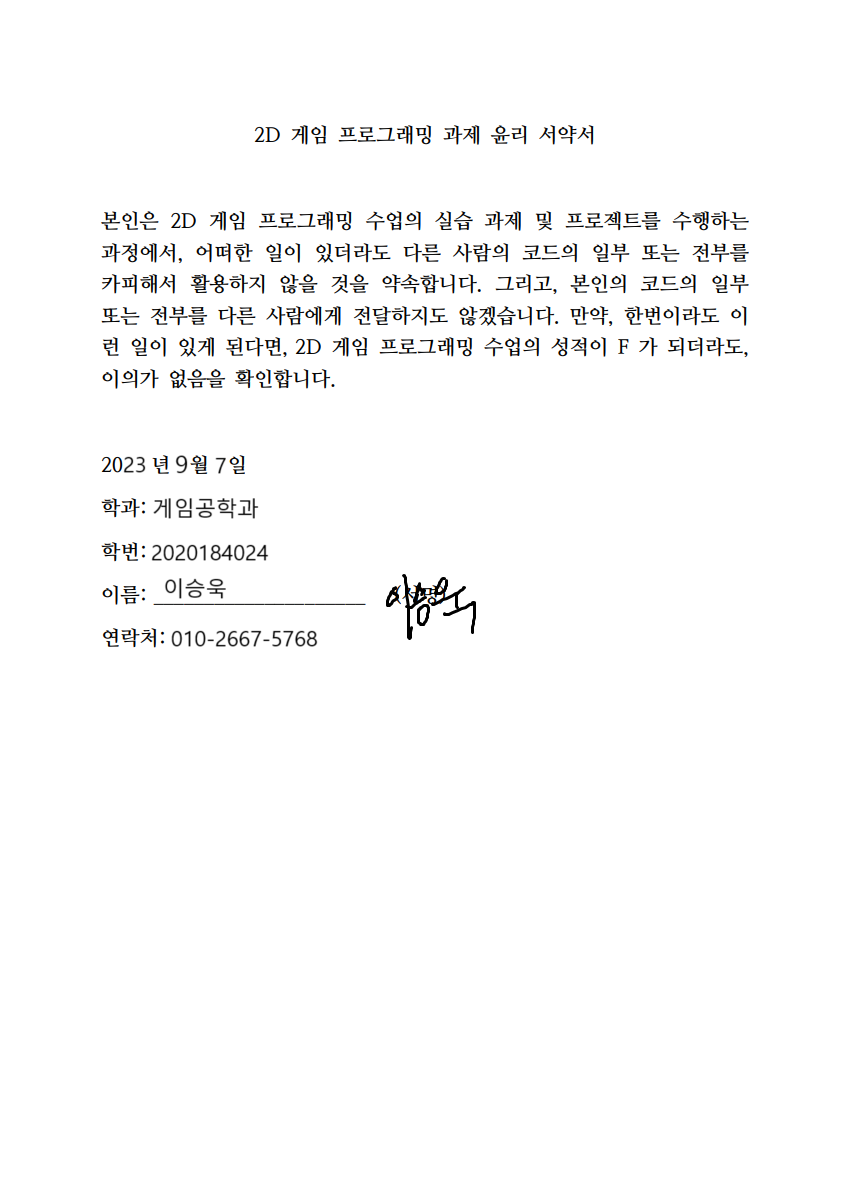 2D 게임 프로그래밍 과제 윤리 서약서
본인은 2D 게임 프로그래밍 수업의 실습 과제 및 프로젝트를 수행하는
과정에서, 어떠한 일이 있더라도 다른 사람의 코드의 일부 또는 전부를
카피해서 활용하지 않을 것을 약속합니다. 그리고, 본인의 코드의 일부
또는 전부를 다른 사람에게 전달하지도 않겠습니다. 만약, 한번이라도 이
런 일이 있게 된다면, 2D 게임 프로그래밍 수업의 성적이 F 가 되더라도,
이의가 없음을 확인합니다.
2023 년 9월 7일
학과: 게임공학과
학번: 2020184024
이름: 이승욱 (서명)
연락처: 010-2667-5768